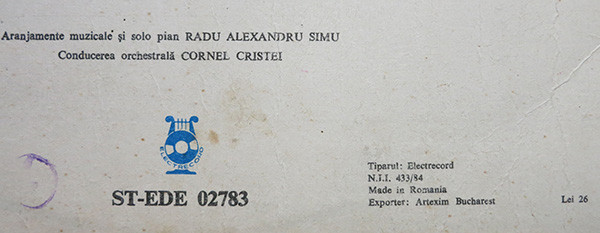 Aranjamente muzicale și solo pian RADU ALEXANDRU SIMU
Conducerea orchestrală CORNEL CRISTEI
ELECTRECORD
ST-EDE 02783
Tiparul: Electrecord
N.I.I. 433/84
Made in Romania
Exporter: Artexim Bucharest
Lei 26